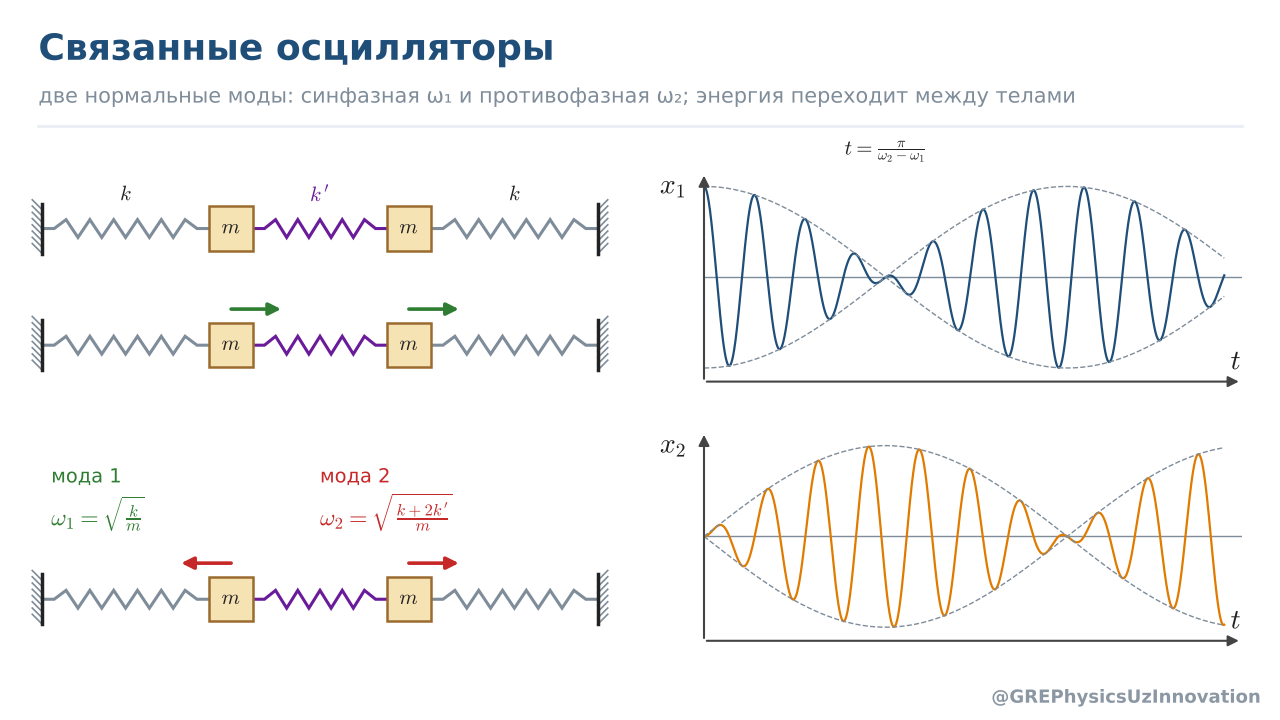 Связанные осцилляторы
две нормальные моды: синфазная ω₁ и противофазная ω₂; энергия переходит между телами
t = π/(ω₂ − ω₁)
k k′ k
m m
x₁
t
m m
x₂
t
мода 1 мода 2
ω₁ = √(k/m) ω₂ = √((k + 2k′)/m)
m m
@GREPhysicsUzInnovation